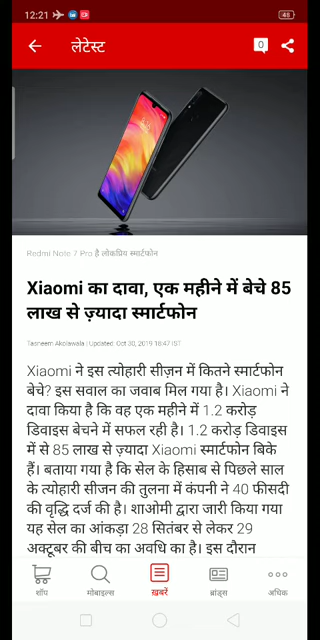 12:21
48
लेटेस्ट
0
Redmi Note 7 Pro है लोकप्रिय स्मार्टफोन
Xiaomi का दावा, एक महीने में बेचे 85
लाख से ज़्यादा स्मार्टफोन
Tasneem Akolawala | Updated: Oct 30, 2019 18:47 IST
Xiaomi ने इस त्योहारी सीज़न में कितने स्मार्टफोन
बेचे? इस सवाल का जवाब मिल गया है। Xiaomi ने
दावा किया है कि वह एक महीने में 1.2 करोड़
डिवाइस बेचने में सफल रही है। 1.2 करोड़ डिवाइस
में से 85 लाख से ज़्यादा Xiaomi स्मार्टफोन बिके
हैं। बताया गया है कि सेल के हिसाब से पिछले साल
के त्योहारी सीजन की तुलना में कंपनी ने 40 फीसदी
की वृद्धि दर्ज की है। शाओमी द्वारा जारी किया गया
यह सेल का आंकड़ा 28 सितंबर से लेकर 29
अक्टूबर की बीच का अवधि का है। इस दौरान
शॉप
मोबाइल्स
ख़बरें
ब्रांड्स
अधिक